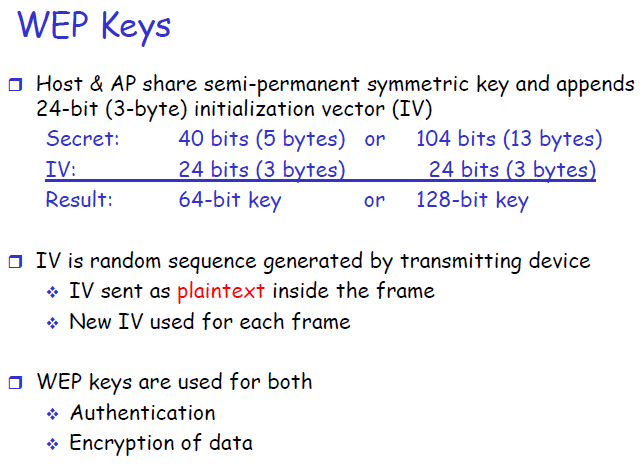 WEP Keys
Host & AP share semi-permanent symmetric key and appends
24-bit (3-byte) initialization vector (IV)
Secret: 40 bits (5 bytes) or 104 bits (13 bytes)
IV: 24 bits (3 bytes) 24 bits (3 bytes)
Result: 64-bit key or 128-bit key
IV is random sequence generated by transmitting device
IV sent as plaintext inside the frame
New IV used for each frame
WEP keys are used for both
Authentication
Encryption of data